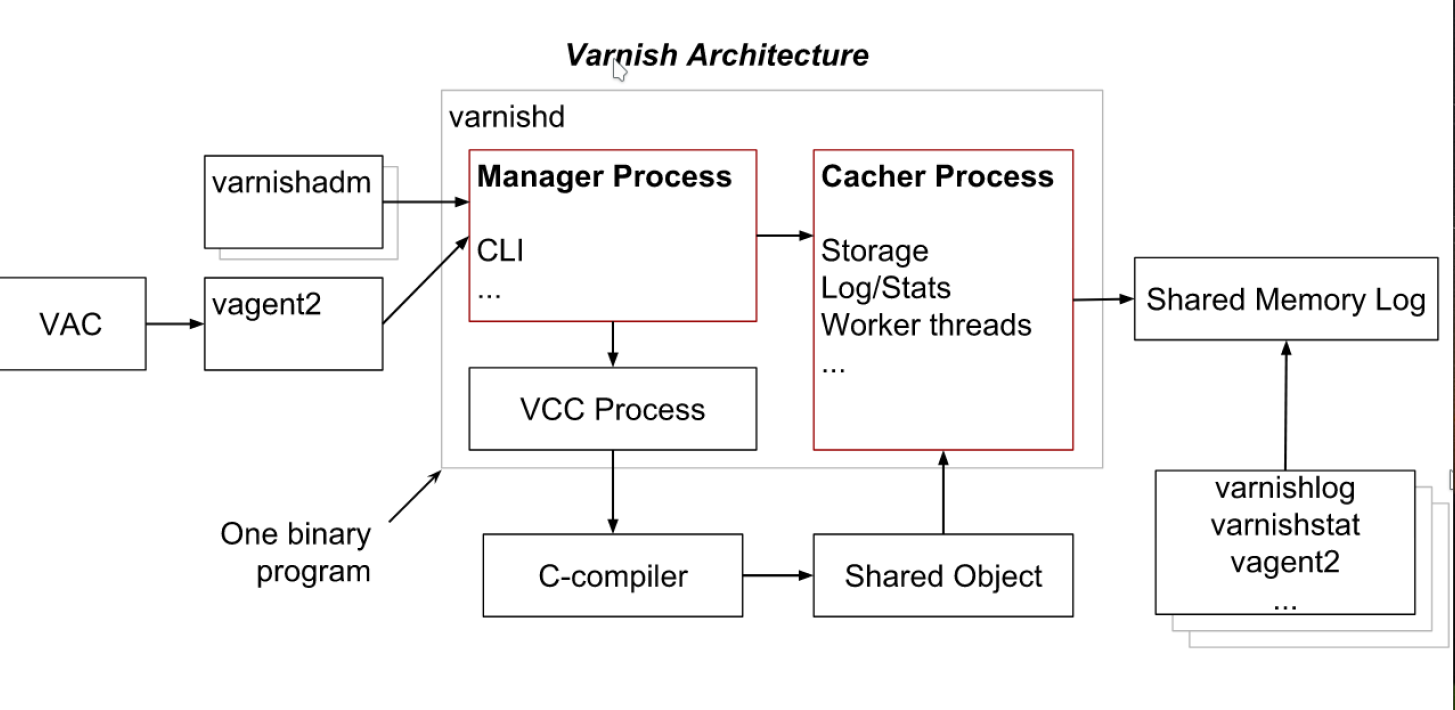 Varnish Architecture
varnishd
varnishadm
Manager Process
CLI
...
Cacher Process
Storage
Log/Stats
Worker threads
...
VAC
vagent2
Shared Memory Log
VCC Process
One binary
program
C-compiler
Shared Object
varnishlog
varnishstat
vagent2
...